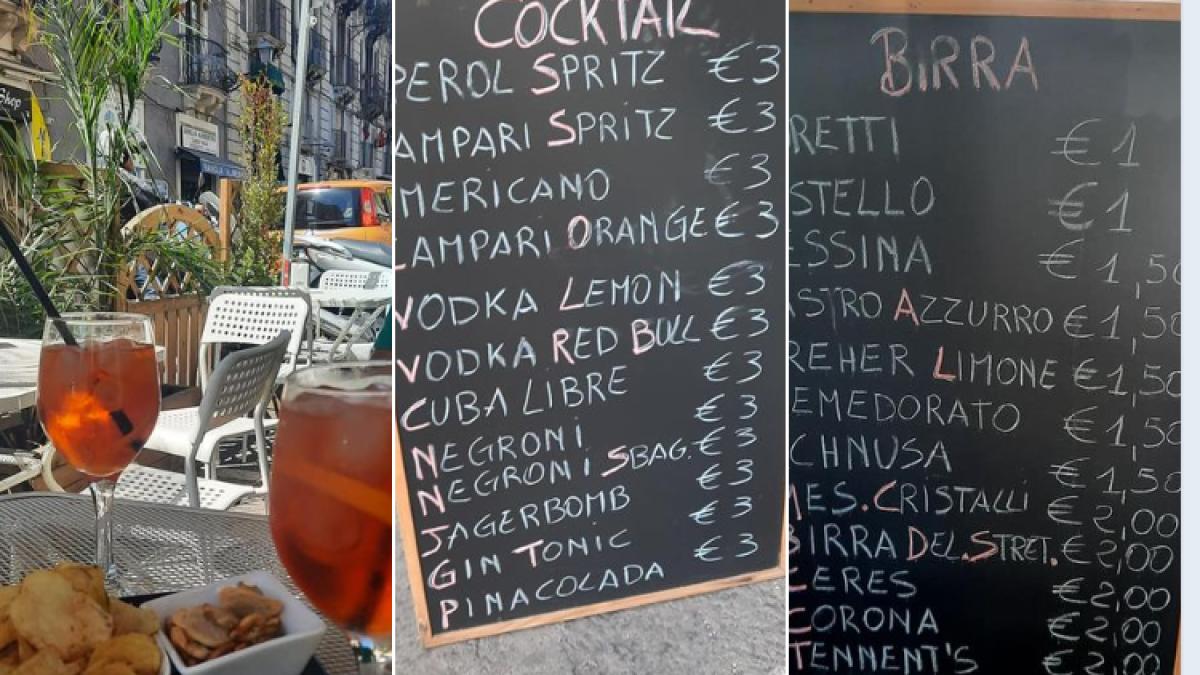 Shop
COCKTAIL
PEROL SPRITZ €3
AMPARI SPRITZ €3
MERICANO €3
CAMPARI ORANGE €3
VODKA LEMON €3
VODKA RED BULL €3
CUBA LIBRE €3
NEGRONI €3
NEGRONI SBAG. €3
JAGERBOMB €3
GIN TONIC €3
PINACOLADA €3
BIRRA
RETTI €1
STELLO €1
ESSINA €1,50
ASTRO AZZURRO €1,50
REHER LIMONE €1,50
EMEDORATO €1,50
CHNUSA €1,50
MES. CRISTALLI €2,00
BIRRA DEL.STRET. €2,00
CERES €2,00
CORONA €2,00
TENNENT'S €2,00